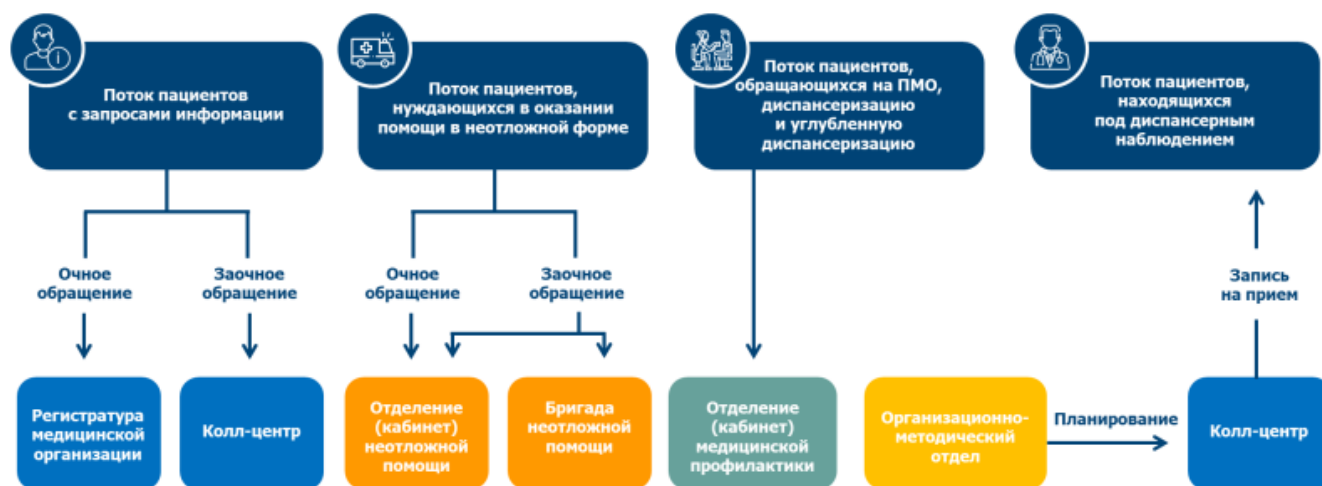 Поток пациентов
с запросами информации
Поток пациентов,
нуждающихся в оказании
помощи в неотложной форме
Поток пациентов,
обращающихся на ПМО,
диспансеризацию
и углубленную
диспансеризацию
Поток пациентов,
находящихся
под диспансерным
наблюдением
Очное
обращение
Заочное
обращение
Очное
обращение
Заочное
обращение
Запись
на прием
Регистратура
медицинской
организации
Колл-центр
Отделение
(кабинет)
неотложной
помощи
Бригада
неотложной
помощи
Отделение
(кабинет)
медицинской
профилактики
Организационно-
методический
отдел
Планирование
Колл-центр